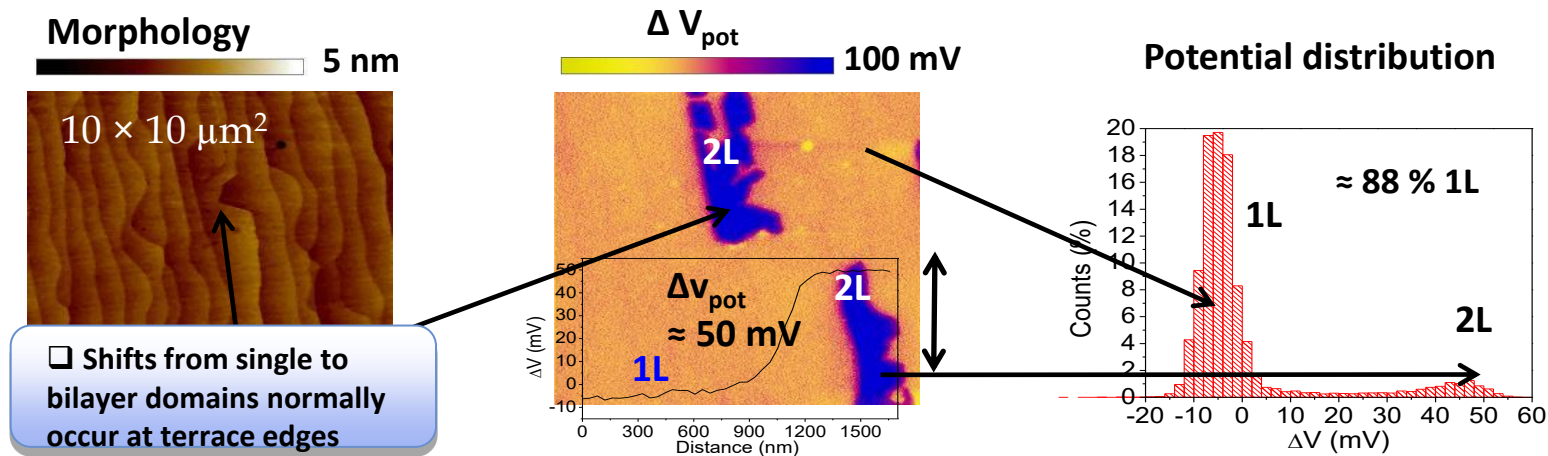 Morphology
5 nm
10 × 10 µm²
❑ Shifts from single to
bilayer domains normally
occur at terrace edges
Δ Vpot
100 mV
2L
2L
Δvpot
≈ 50 mV
1L
ΔV (mV)
50
40
30
20
10
0
-10
0 300 600 900 1200 1500
Distance (nm)
Potential distribution
≈ 88 % 1L
1L
2L
Counts (%)
20
18
16
14
12
10
8
6
4
2
0
-20 -10 0 10 20 30 40 50 60
ΔV (mV)